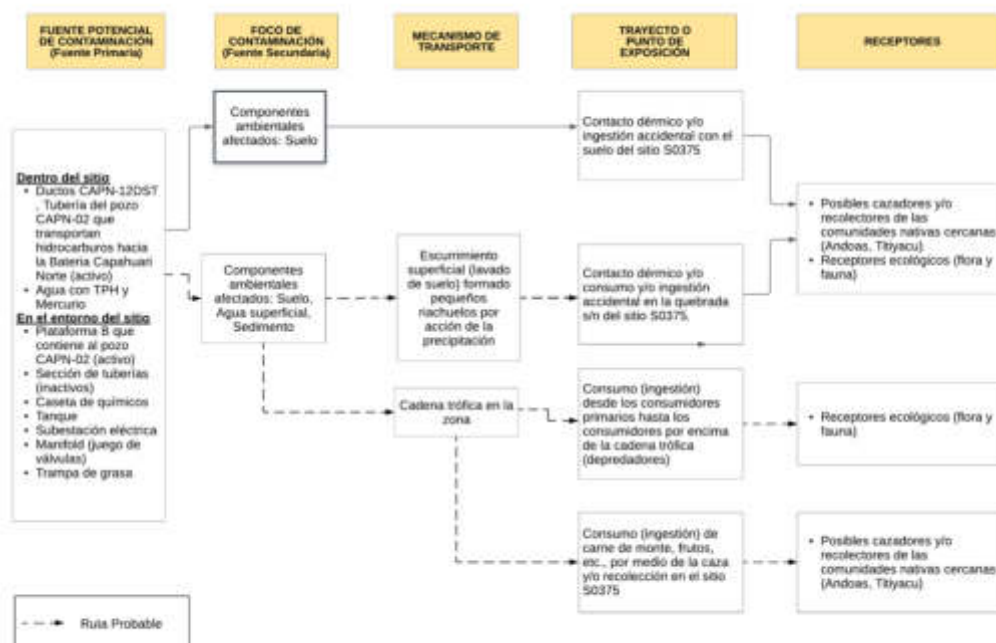 FUENTE POTENCIAL
DE CONTAMINACIÓN
(Fuente Primaria)
FOCO DE
CONTAMINACIÓN
(Fuente Secundaria)
MECANISMO DE
TRANSPORTE
TRAYECTO O
PUNTO DE
EXPOSICIÓN
RECEPTORES
Dentro del sitio
• Ductos CAPN-12DST
, Tubería del pozo
CAPN-02 que
transportan
hidrocarburos hacia
la Bateria Capahuari
Norte (activo)
• Agua con TPH y
Mercurio
En el entorno del sitio
• Plataforma B que
contiene al pozo
CAPN-02 (activo)
• Sección de tuberías
(inactivos)
• Caseta de químicos
• Tanque
• Subestación eléctrica
• Manifold (juego de
válvulas)
• Trampa de grasa
Componentes
ambientales
afectados: Suelo
Componentes
ambientales
afectados: Suelo,
Agua superficial,
Sedimento
Escurrimiento
superficial (lavado
de suelo) formado
pequeños
riachuelos por
acción de la
precipitación
Cadena trófica en la
zona
Contacto dérmico y/o
ingestión accidental con el
suelo del sitio S0375
Contacto dérmico y/o
consumo y/o ingestión
accidental en la quebrada
s/n del sitio S0375.
Consumo (ingestión)
desde los consumidores
primarios hasta los
consumidores por encima
de la cadena trófica
(depredadores)
Consumo (ingestión) de
carne de monte, frutos,
etc., por medio de la caza
y/o recolección en el sitio
S0375
• Posibles cazadores y/o
recolectores de las
comunidades nativas cercanas
(Andoas, Titiyacu)
• Receptores ecológicos (flora y
fauna)
• Receptores ecológicos (flora y
fauna)
• Posibles cazadores y/o
recolectores de las
comunidades nativas cercanas
(Andoas, Titiyacu)
Ruta Probable